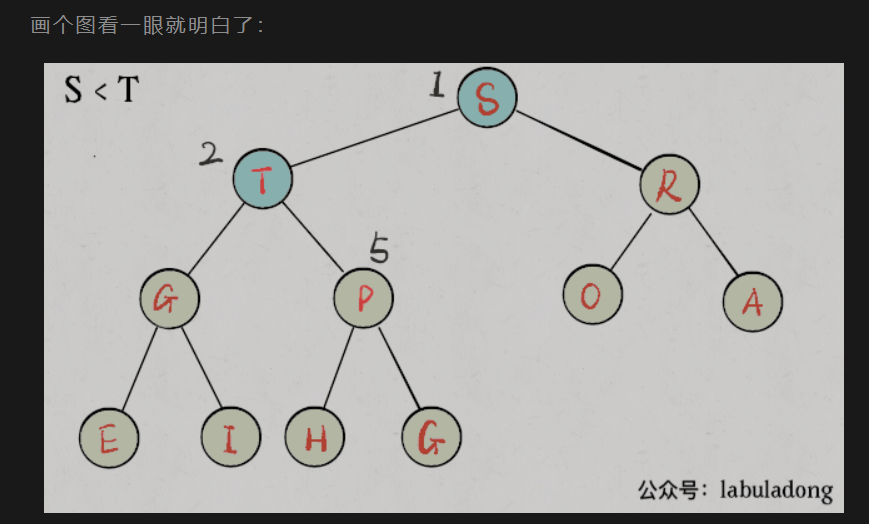 画个图看一眼就明白了：
S < T
1 S
2 T R
5
G P O A
E I H G
公众号：labuladong